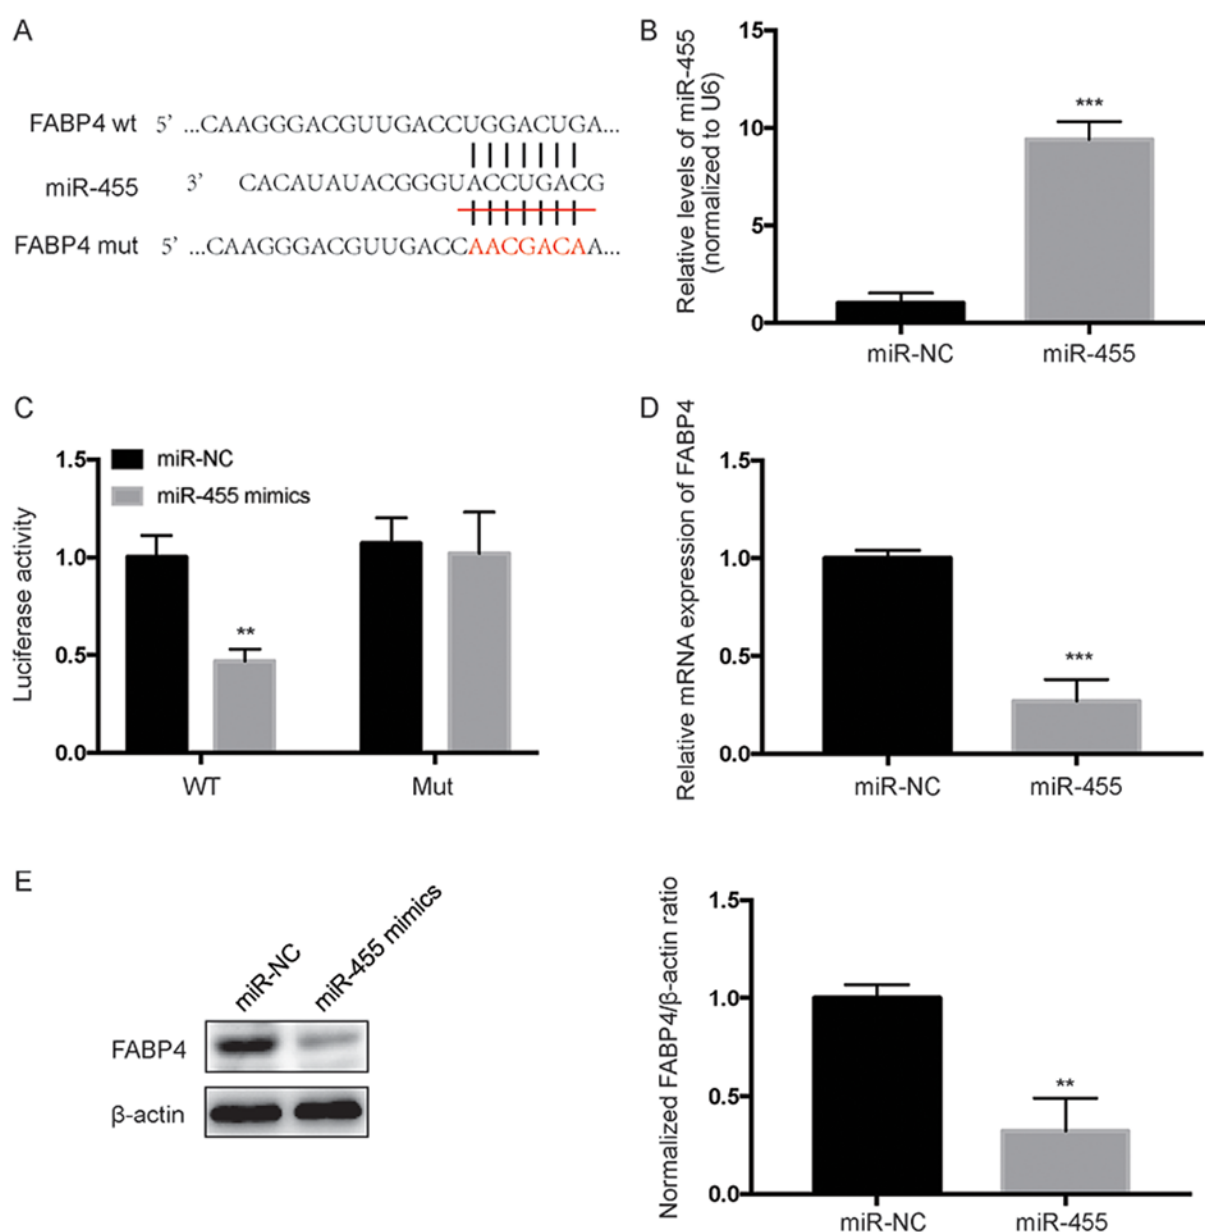 A
FABP4 wt 5' ...CAAGGGACGUUGACCUGGACUGA...
miR-455 3' CACAUAUACGGGUACCUGACG
FABP4 mut 5' ...CAAGGGACGUUGACCAACGACAA...
B
Relative levels of miR-455
(normalized to U6)
15
10
5
0
***
miR-NC miR-455
C
Luciferase activity
1.5
1.0
0.5
0.0
miR-NC
miR-455 mimics
**
WT Mut
D
Relative mRNA expression of FABP4
1.5
1.0
0.5
0.0
***
miR-NC miR-455
E
miR-NC
miR-455 mimics
FABP4
β-actin
Normalized FABP4/β-actin ratio
1.5
1.0
0.5
0.0
**
miR-NC miR-455